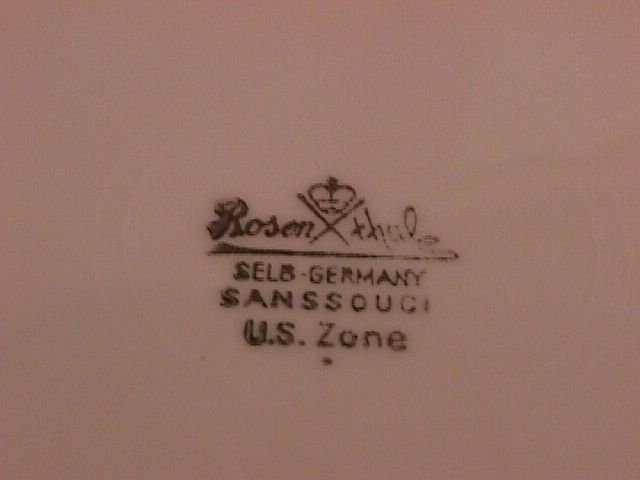 Rosenthal
SELB-GERMANY
SANSSOUCI
U.S. Zone